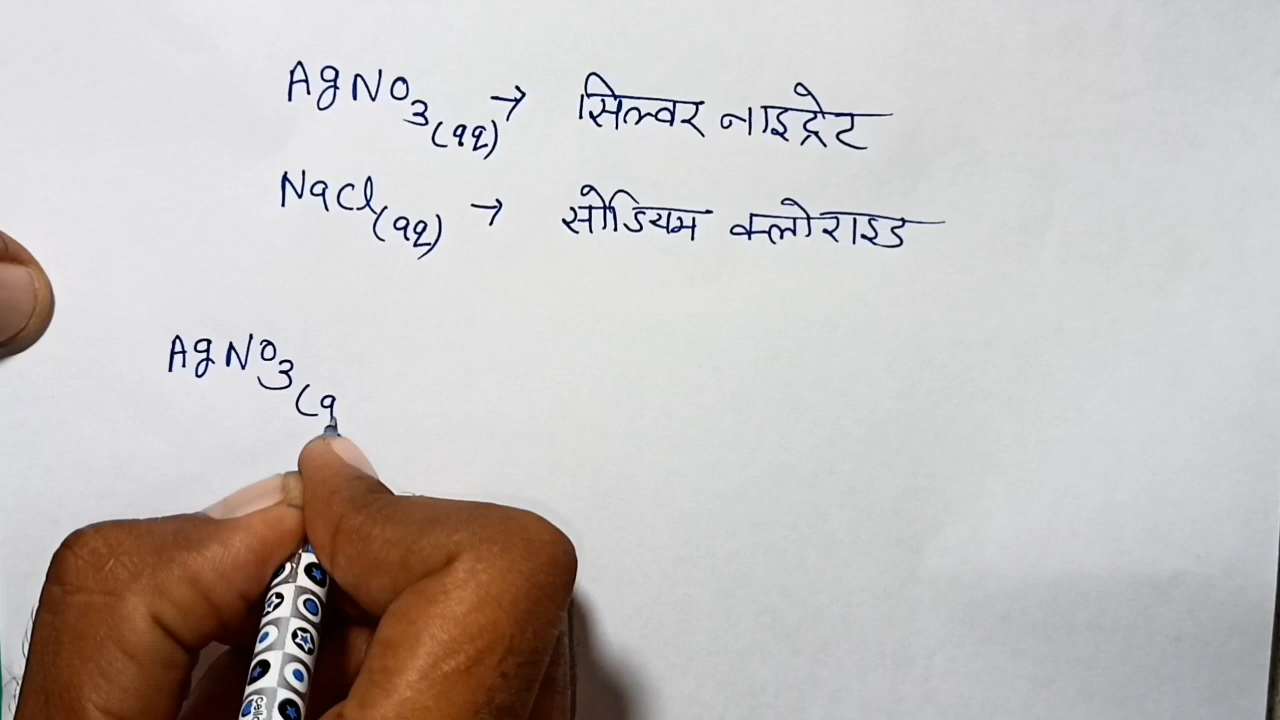 AgNO3(aq) → सिल्वर नाइट्रेट
NaCl(aq) → सोडियम क्लोराइड
AgNO3(a